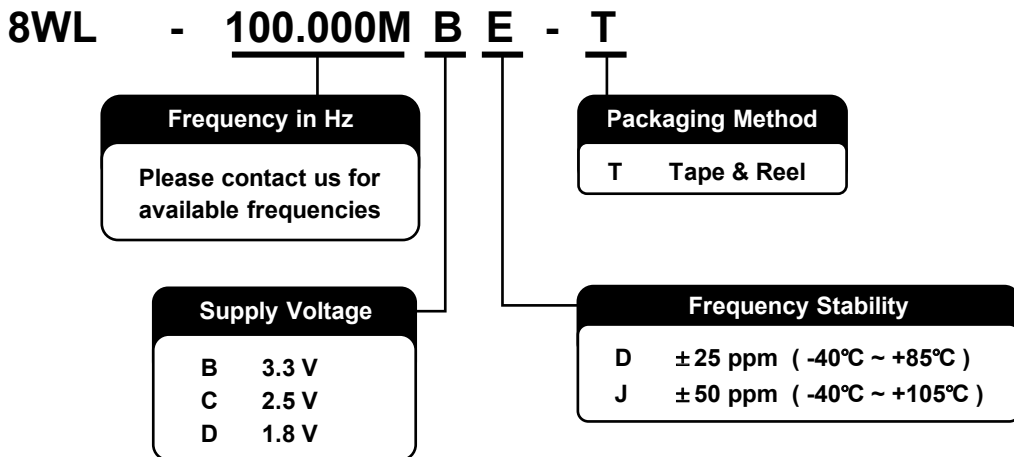 8WL - 100.000M B E - T
Frequency in Hz
Please contact us for
available frequencies
Packaging Method
T Tape & Reel
Supply Voltage
B 3.3 V
C 2.5 V
D 1.8 V
Frequency Stability
D ±25 ppm ( -40℃ ~ +85℃ )
J ±50 ppm ( -40℃ ~ +105℃ )